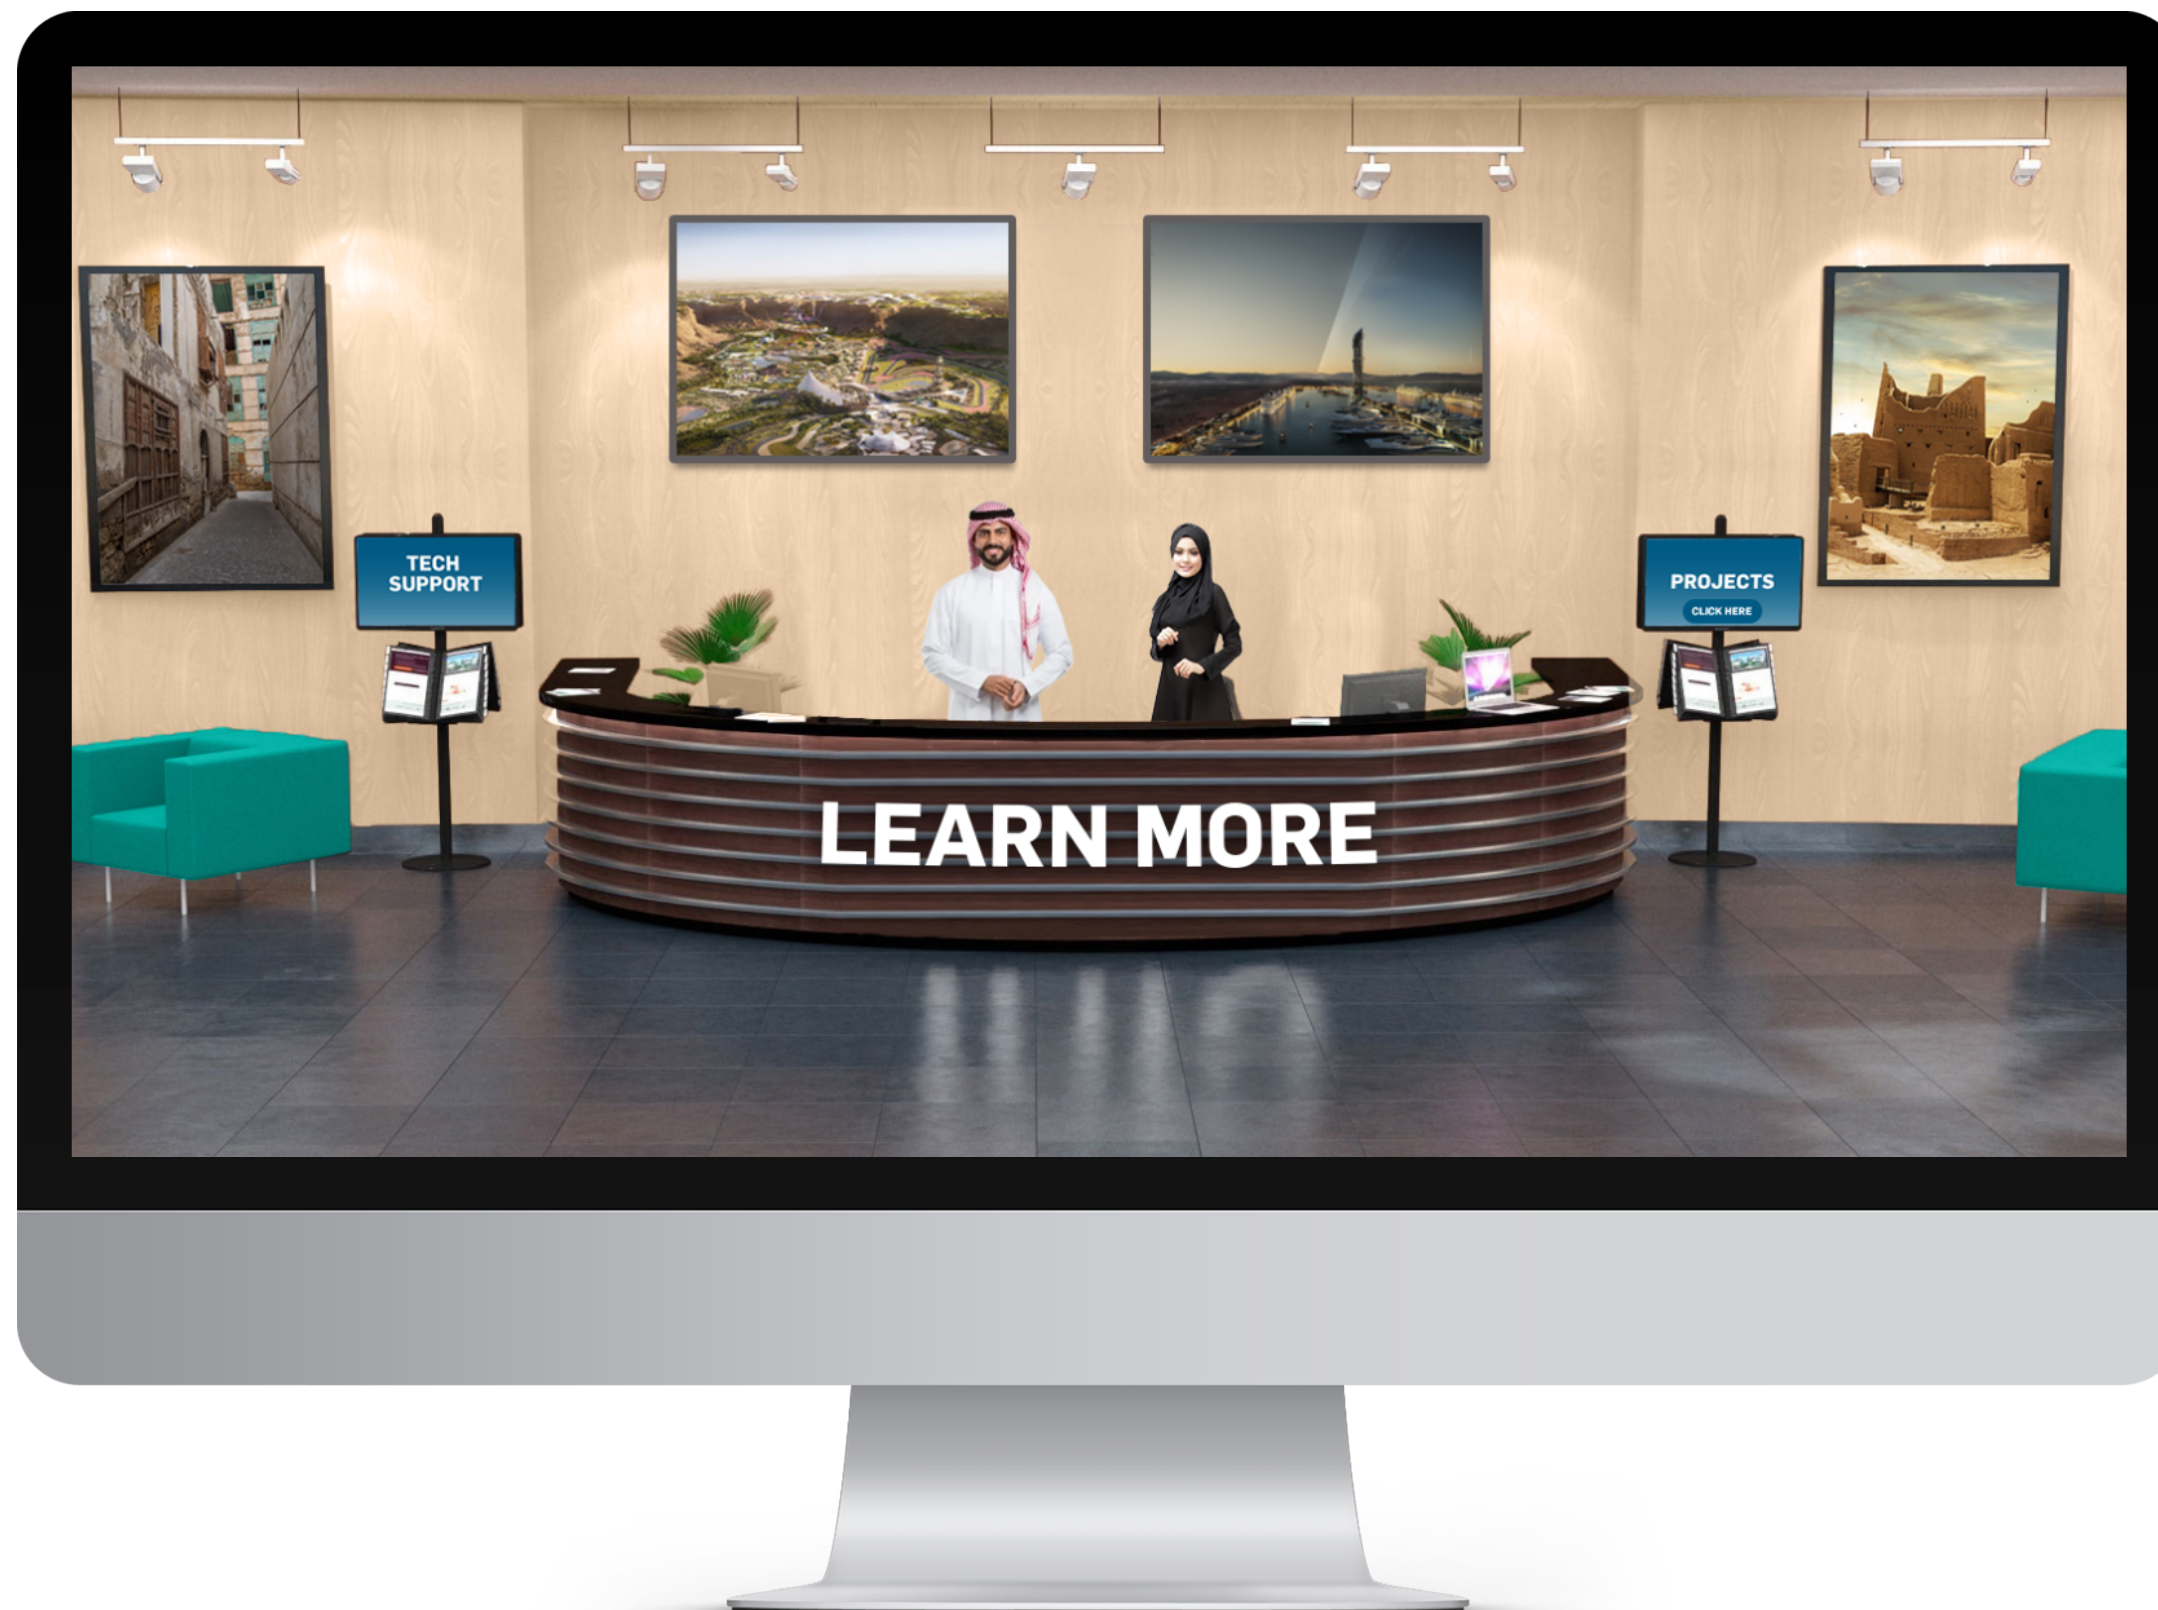 TECH
SUPPORT
PROJECTS
CLICK HERE
LEARN MORE